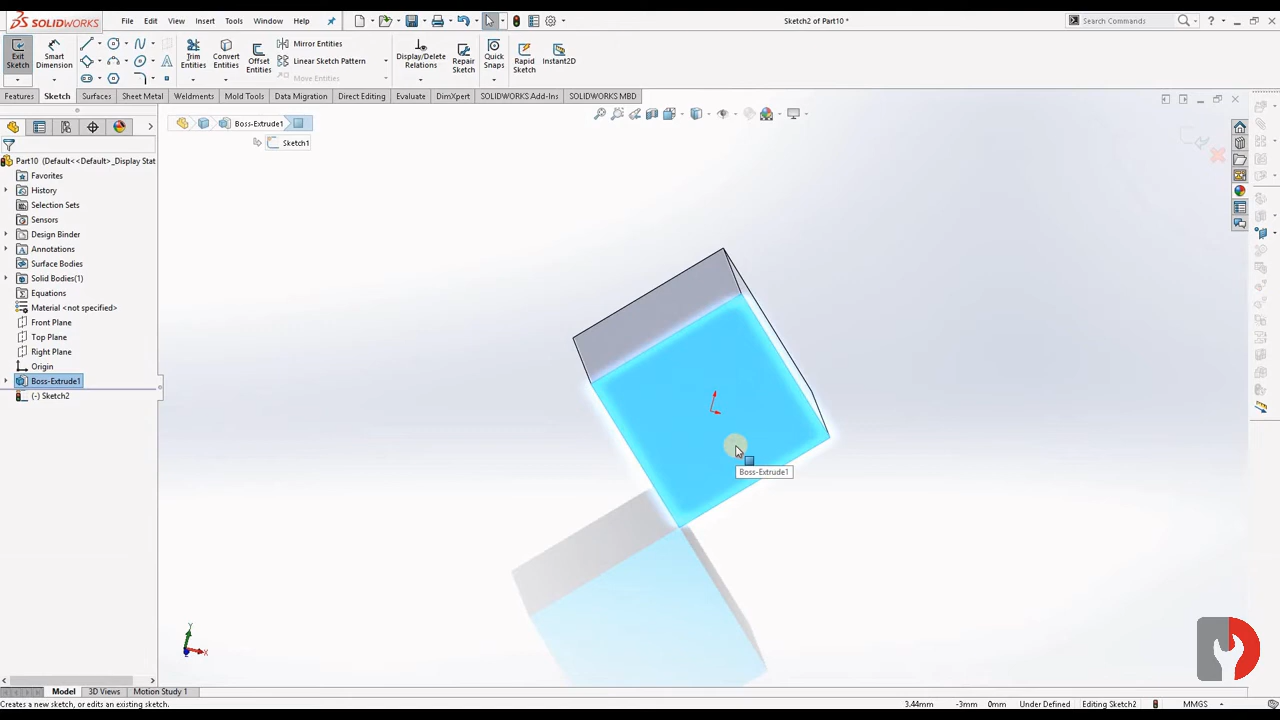 SOLIDWORKS File Edit View Insert Tools Window Help Sketch2 of Part10 * Search Commands
Exit Sketch
Smart Dimension
Trim Entities
Convert Entities
Offset Entities
Mirror Entities
Linear Sketch Pattern
Move Entities
Display/Delete Relations
Repair Sketch
Quick Snaps
Rapid Sketch
Instant2D
Features Sketch Surfaces Sheet Metal Weldments Mold Tools Data Migration Direct Editing Evaluate DimXpert SOLIDWORKS Add-Ins SOLIDWORKS MBD
Boss-Extrude1
Sketch1
Part10 (Default<<Default>_Display Stat
Favorites
History
Selection Sets
Sensors
Design Binder
Annotations
Surface Bodies
Solid Bodies(1)
Equations
Material <not specified>
Front Plane
Top Plane
Right Plane
Origin
Boss-Extrude1
(-) Sketch2
Boss-Extrude1
Y
X
Model 3D Views Motion Study 1
Creates a new sketch, or edits an existing sketch. 3.44mm -3mm 0mm Under Defined Editing Sketch2 MMGS